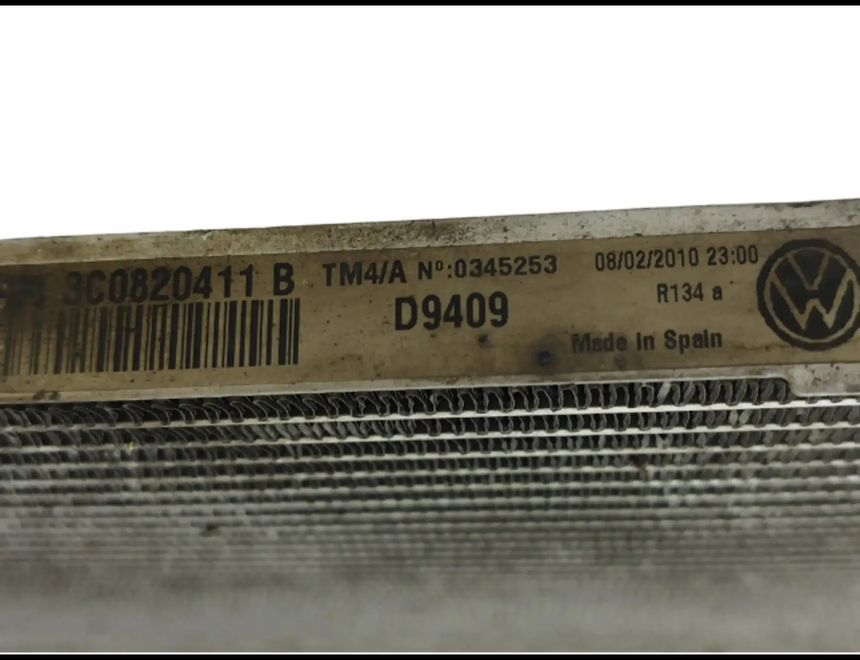 3C0820411 B TM4/A Nº:0345253 08/02/2010 23:00
D9409 R134 a
Made In Spain